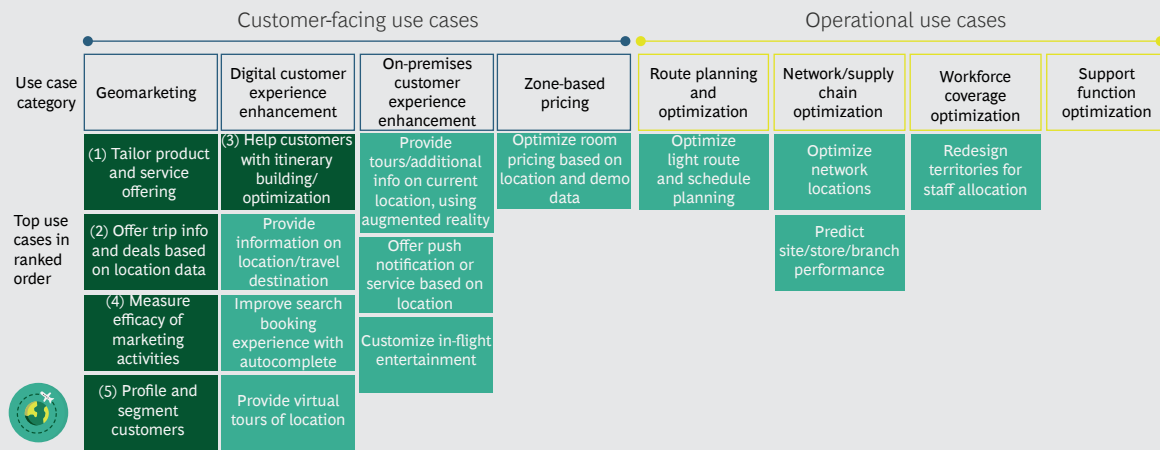 Customer-facing use cases
Operational use cases
Use case
category
Geomarketing
Digital customer
experience
enhancement
On-premises
customer
experience
enhancement
Zone-based
pricing
Route planning
and
optimization
Network/supply
chain
optimization
Workforce
coverage
optimization
Support
function
optimization
Top use
cases in
ranked
order
(1) Tailor product
and service
offering
(2) Offer trip info
and deals based
on location data
(4) Measure
efficacy of
marketing
activities
(5) Profile and
segment
customers
(3) Help customers
with itinerary
building/
optimization
Provide
information on
location/travel
destination
Improve search
booking
experience with
autocomplete
Provide virtual
tours of location
Provide
tours/additional
info on current
location, using
augmented reality
Offer push
notification or
service based on
location
Customize in-flight
entertainment
Optimize room
pricing based on
location and demo
data
Optimize
light route
and schedule
planning
Optimize
network
locations
Predict
site/store/branch
performance
Redesign
territories for
staff allocation